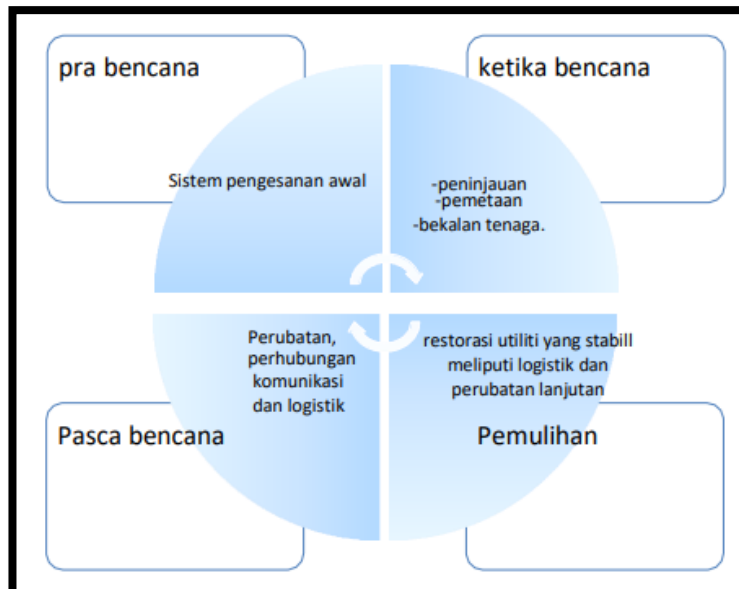 pra bencana
ketika bencana
Sistem pengesanan awal
-peninjauan
-pemetaan
-bekalan tenaga.
Perubatan,
perhubungan
komunikasi
dan logistik
restorasi utiliti yang stabill
meliputi logistik dan
perubatan lanjutan
Pasca bencana
Pemulihan